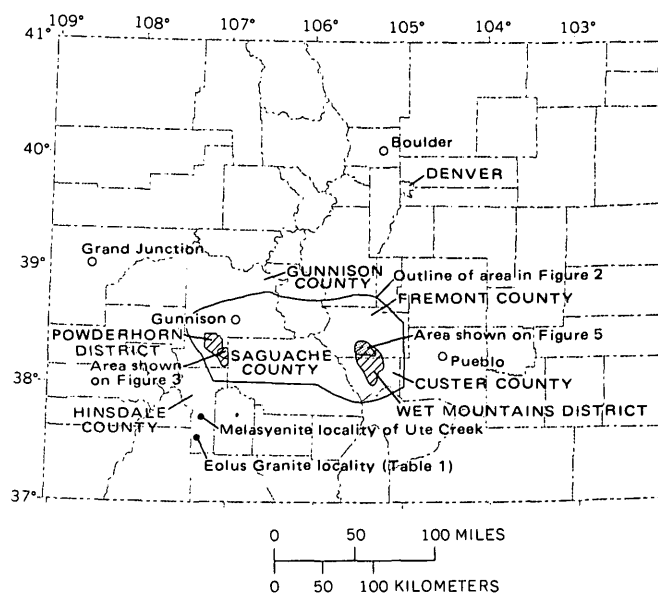 109° 108° 107° 106° 105° 104° 103°
41°
40°
Boulder
DENVER
Grand Junction
39°
GUNNISON
COUNTY
Outline of area in Figure 2
FREMONT COUNTY
Gunnison
POWDERHORN
DISTRICT
Area shown
on Figure 3
SAGUACHE
COUNTY
Area shown on Figure 5
Pueblo
38°
CUSTER COUNTY
HINSDALE
COUNTY
WET MOUNTAINS DISTRICT
Melasyenite locality of Ute Creek
Eolus Granite locality (Table 1)
37°
0 50 100 MILES
0 50 100 KILOMETERS